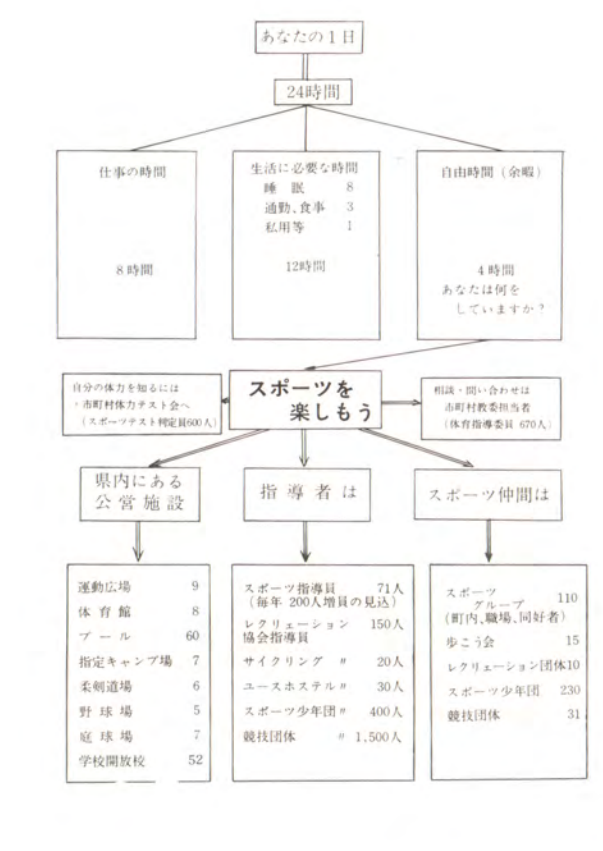 あなたの1日
24時間
仕事の時間
8時間
生活に必要な時間
睡眠 8
通勤、食事 3
私用等 1
12時間
自由時間(余暇)
4時間
あなたは何を
していますか?
自分の体力を知るには
・市町村体力テスト会へ
(スポーツテスト判定員600人)
スポーツを
楽しもう
相談・問い合わせは
市町村教委担当者
(体育指導委員 670人)
県内にある
公営施設
運動広場 9
体育館 8
プール 60
指定キャンプ場 7
柔剣道場 6
野球場 5
庭球場 7
学校開放校 52
指導者は
スポーツ指導員 71人
(毎年 200人増員の見込)
レクリェーション 150人
協会指導員
サイクリング 〃 20人
ユースホステル〃 30人
スポーツ少年団〃 400人
競技団体 〃 1,500人
スポーツ仲間は
スポーツ 110
グループ
(町内、職場、同好者)
歩こう会 15
レクリェーション団体10
スポーツ少年団 230
競技団体 31